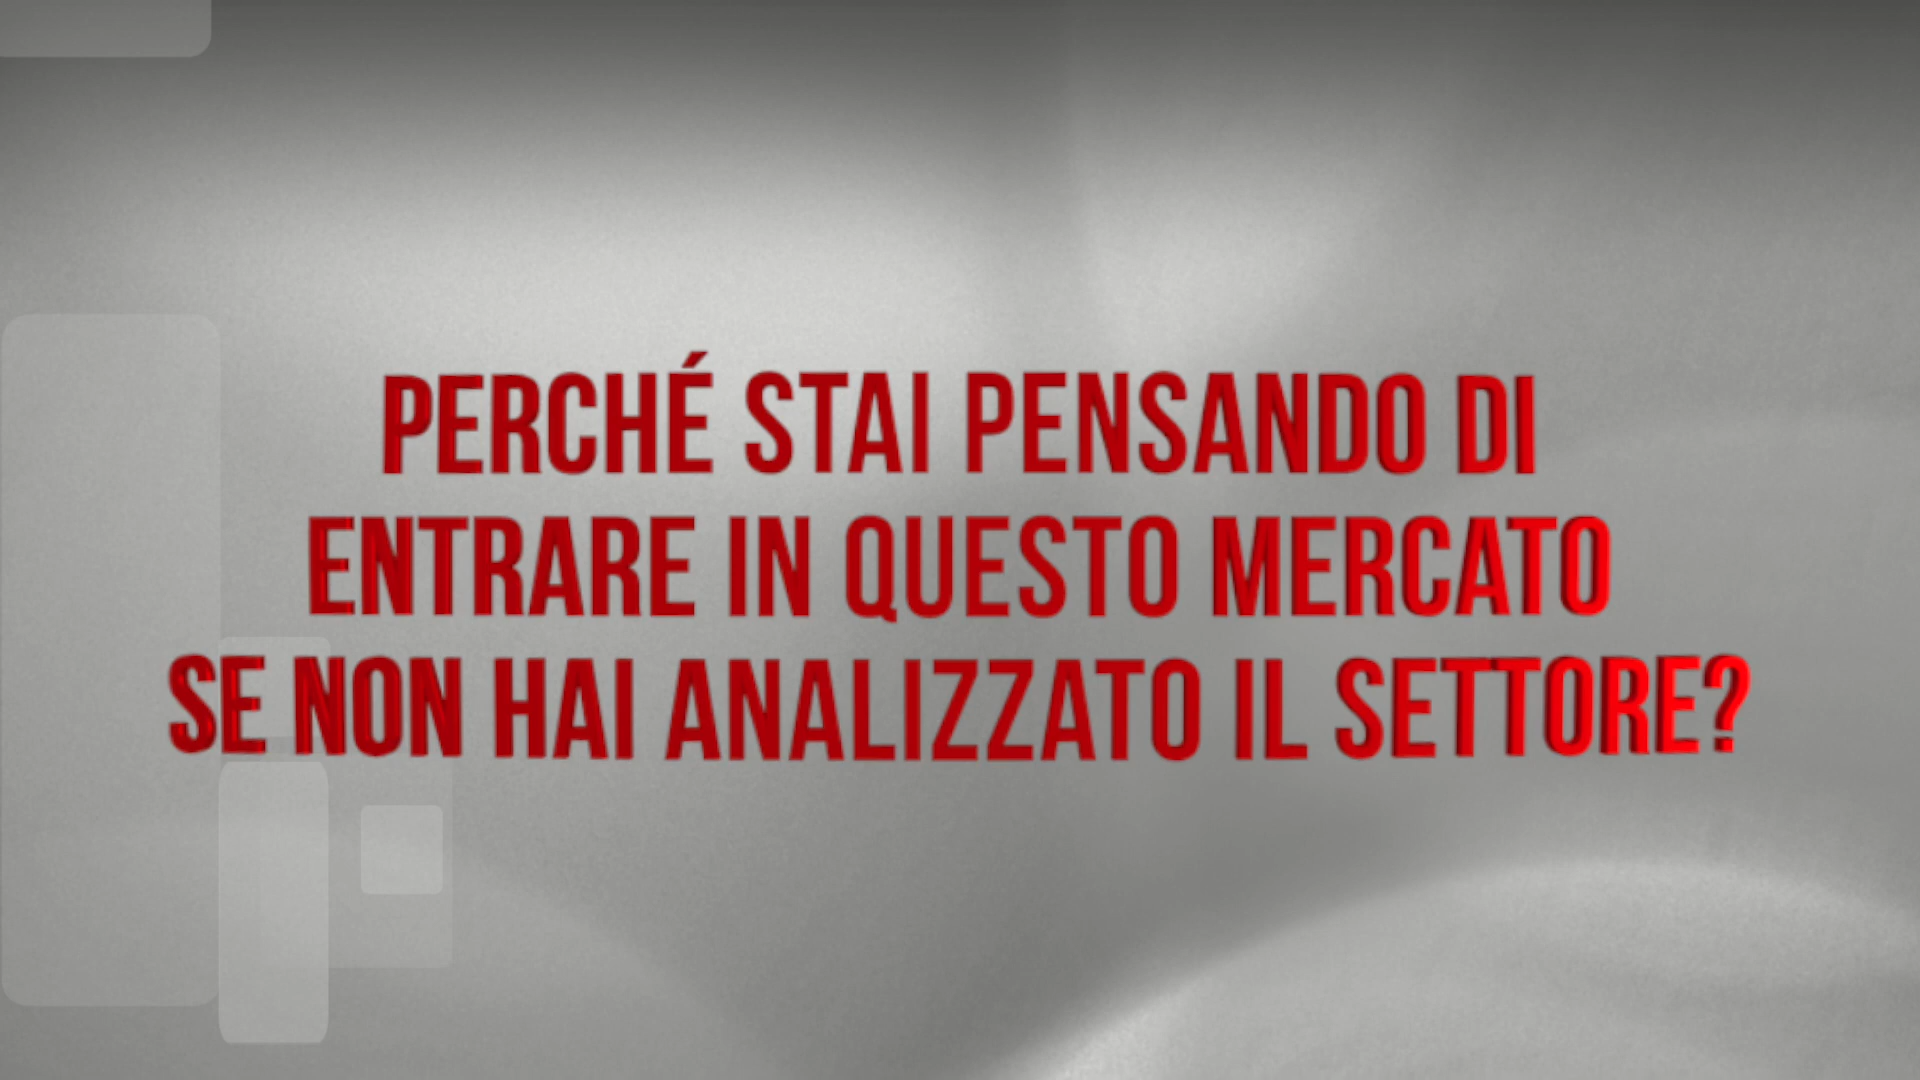 PERCHÉ STAI PENSANDO DI
ENTRARE IN QUESTO MERCATO
SE NON HAI ANALIZZATO IL SETTORE?